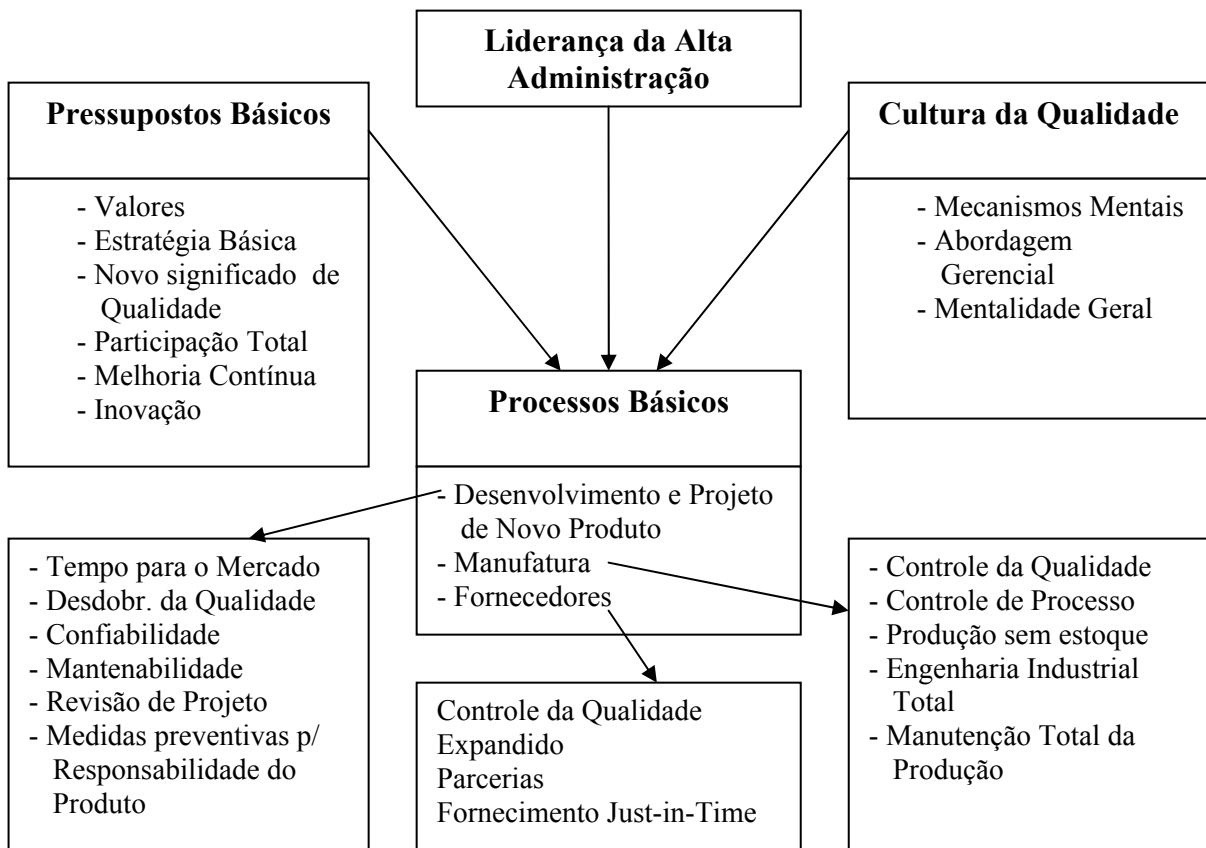 Liderança da Alta
Administração
Pressupostos Básicos
Cultura da Qualidade
- Valores
- Estratégia Básica
- Novo significado de
Qualidade
- Participação Total
- Melhoria Contínua
- Inovação
- Mecanismos Mentais
- Abordagem
Gerencial
- Mentalidade Geral
Processos Básicos
- Desenvolvimento e Projeto
de Novo Produto
- Manufatura
- Fornecedores
- Tempo para o Mercado
- Desdobr. da Qualidade
- Confiabilidade
- Mantenabilidade
- Revisão de Projeto
- Medidas preventivas p/
Responsabilidade do
Produto
Controle da Qualidade
Expandido
Parcerias
Fornecimento Just-in-Time
- Controle da Qualidade
- Controle de Processo
- Produção sem estoque
- Engenharia Industrial
Total
- Manutenção Total da
Produção